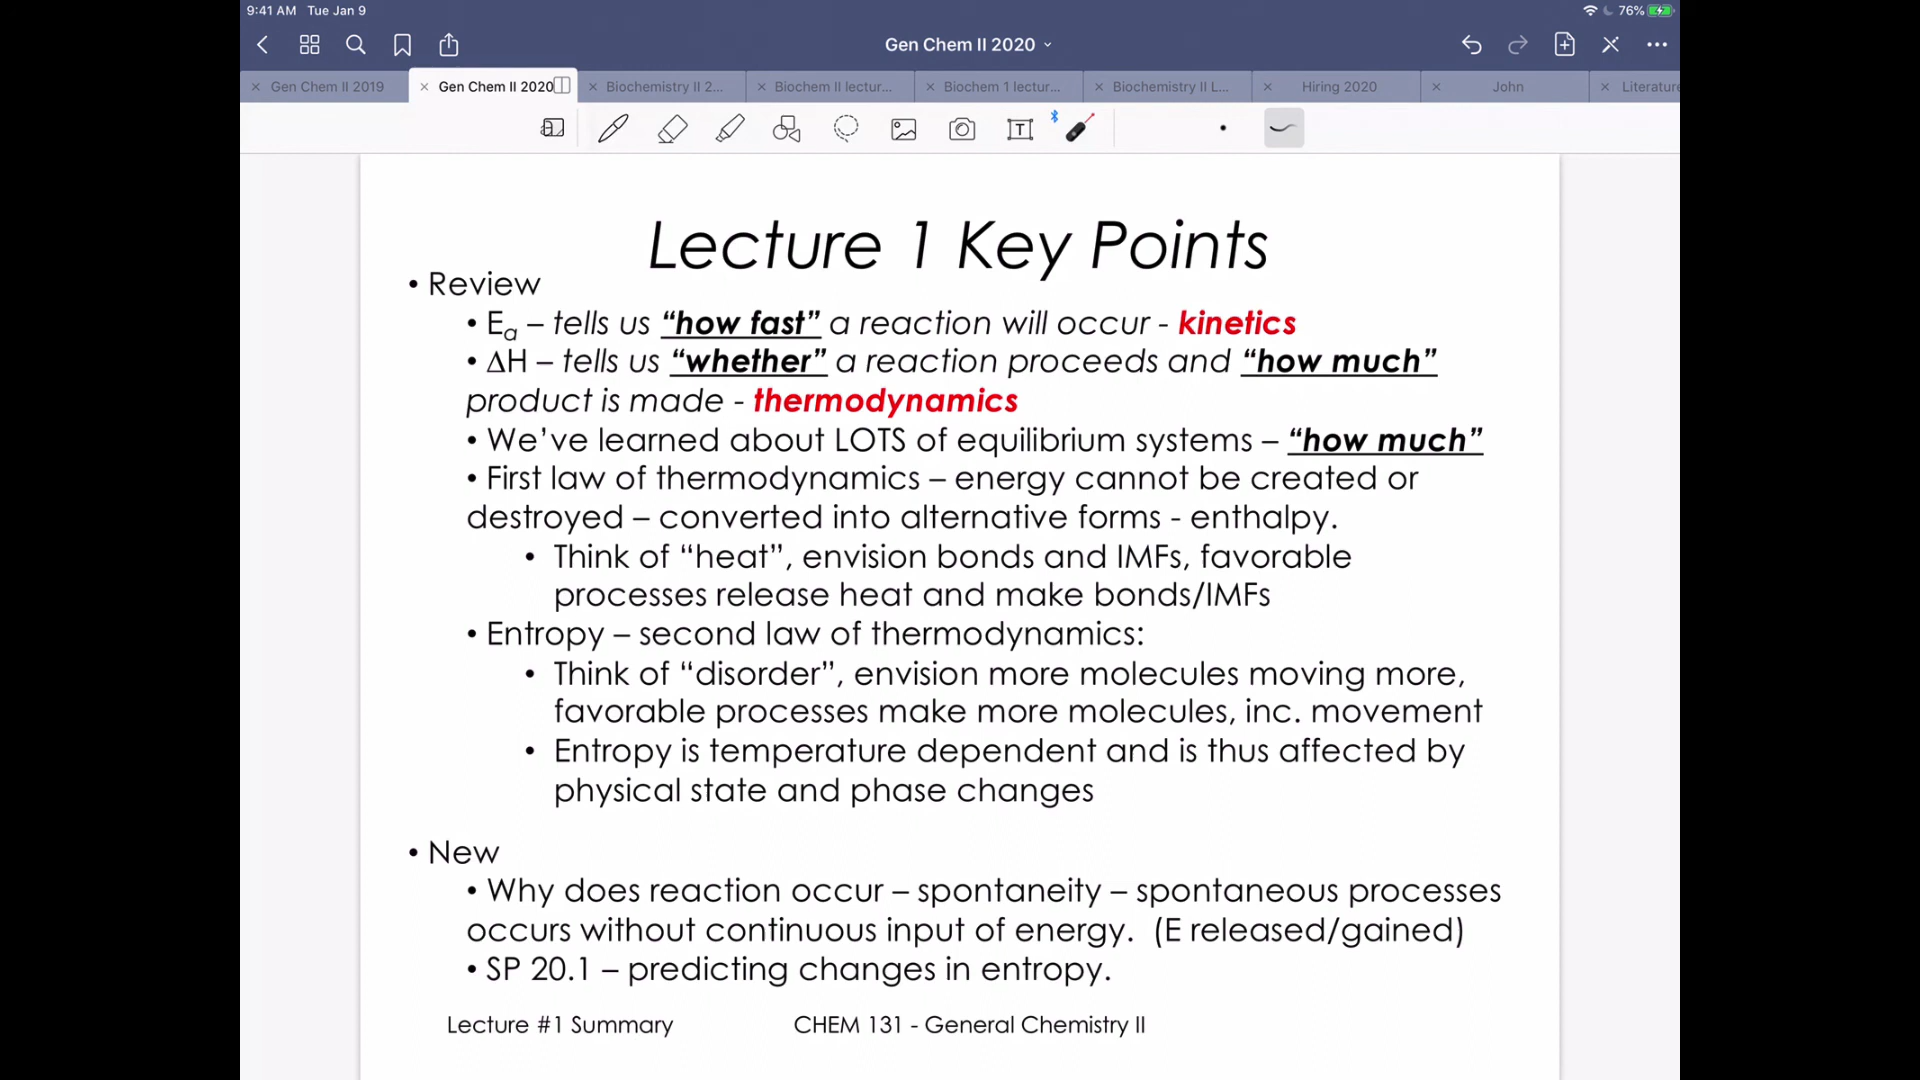 9:41 AM Tue Jan 9
76%
Gen Chem II 2020
Gen Chem II 2019
Gen Chem II 2020
Biochemistry II 2...
Biochem II lectur...
Biochem 1 lectur...
Biochemistry II L...
Hiring 2020
John
Literature
Lecture 1 Key Points
• Review
• Ea – tells us “how fast” a reaction will occur - kinetics
• ΔH – tells us “whether” a reaction proceeds and “how much”
product is made - thermodynamics
• We’ve learned about LOTS of equilibrium systems – “how much”
• First law of thermodynamics – energy cannot be created or
destroyed – converted into alternative forms - enthalpy.
• Think of “heat”, envision bonds and IMFs, favorable
processes release heat and make bonds/IMFs
• Entropy – second law of thermodynamics:
• Think of “disorder”, envision more molecules moving more,
favorable processes make more molecules, inc. movement
• Entropy is temperature dependent and is thus affected by
physical state and phase changes
• New
• Why does reaction occur – spontaneity – spontaneous processes
occurs without continuous input of energy. (E released/gained)
• SP 20.1 – predicting changes in entropy.
Lecture #1 Summary
CHEM 131 - General Chemistry II